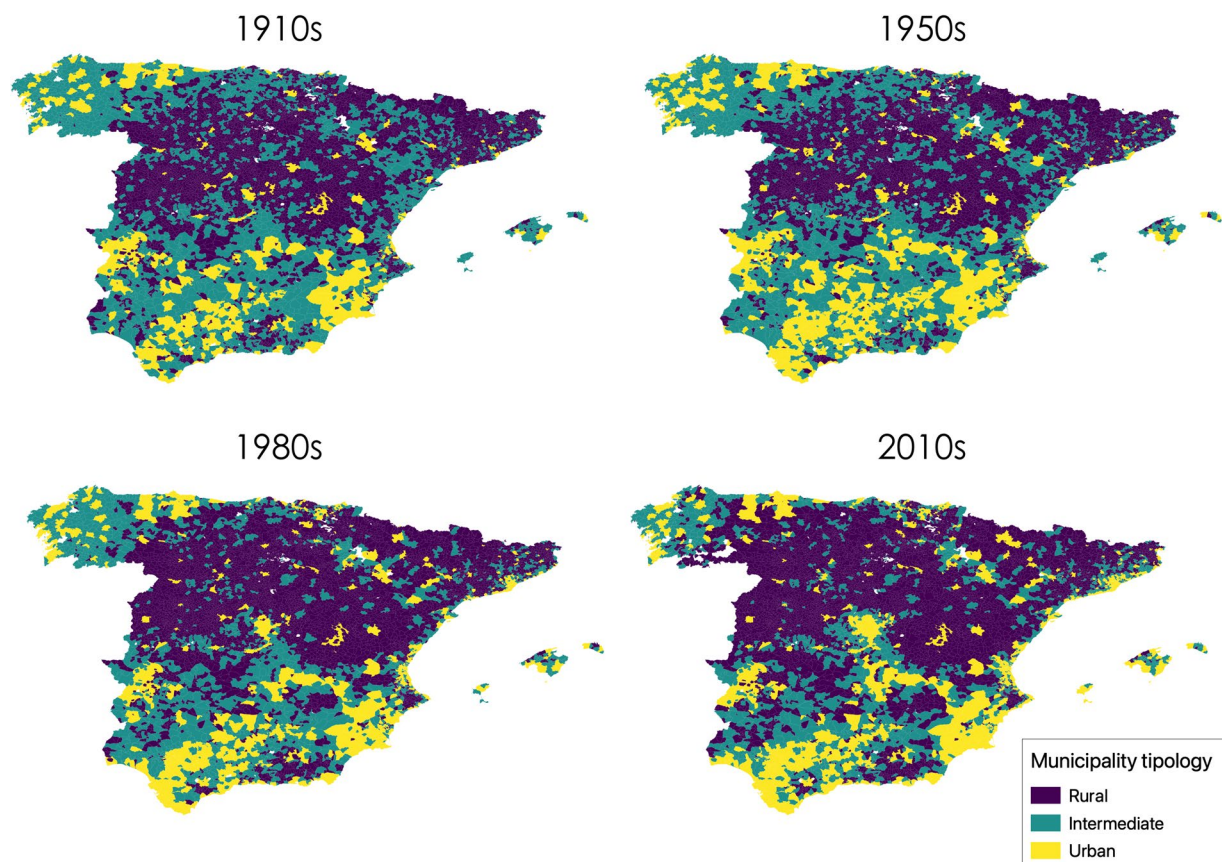 1910s
1950s
1980s
2010s
Municipality tipology
Rural
Intermediate
Urban